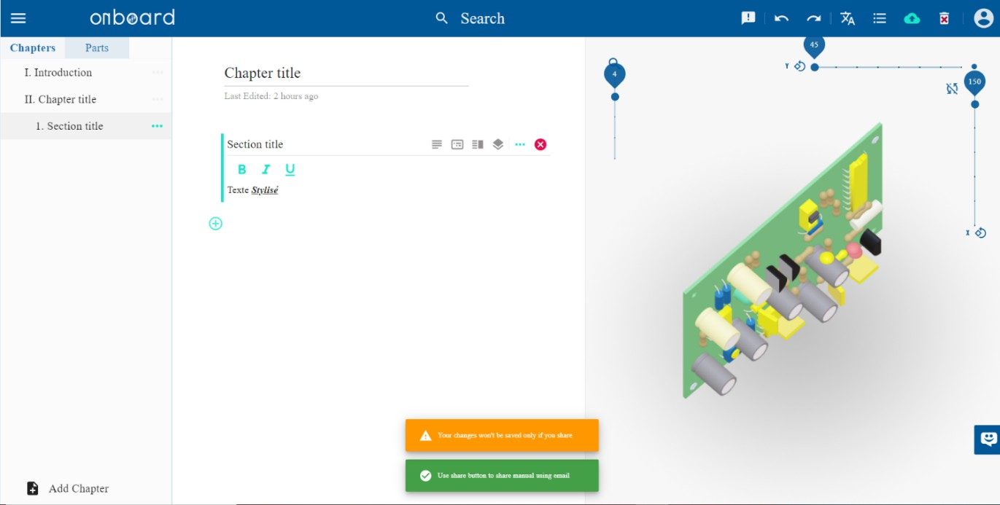 onboard
Search
Chapters
Parts
I. Introduction
II. Chapter title
1. Section title
Add Chapter
Chapter title
Last Edited: 2 hours ago
Section title
B I U
Texte Stylisé
4
45
Y
150
X
Your changes won't be saved only if you share
Use share button to share manual using email